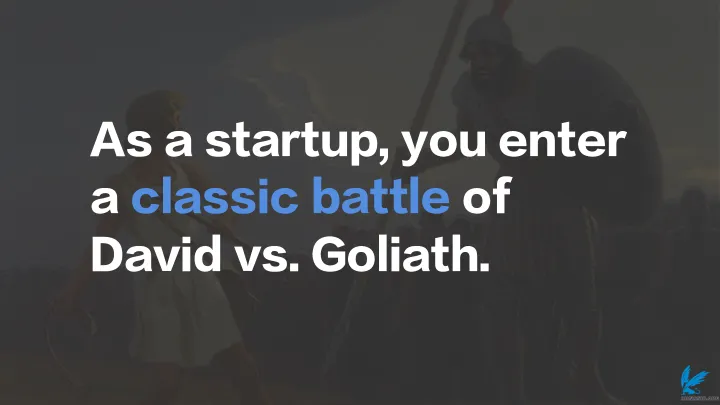 As a startup, you enter
a classic battle of
David vs. Goliath.